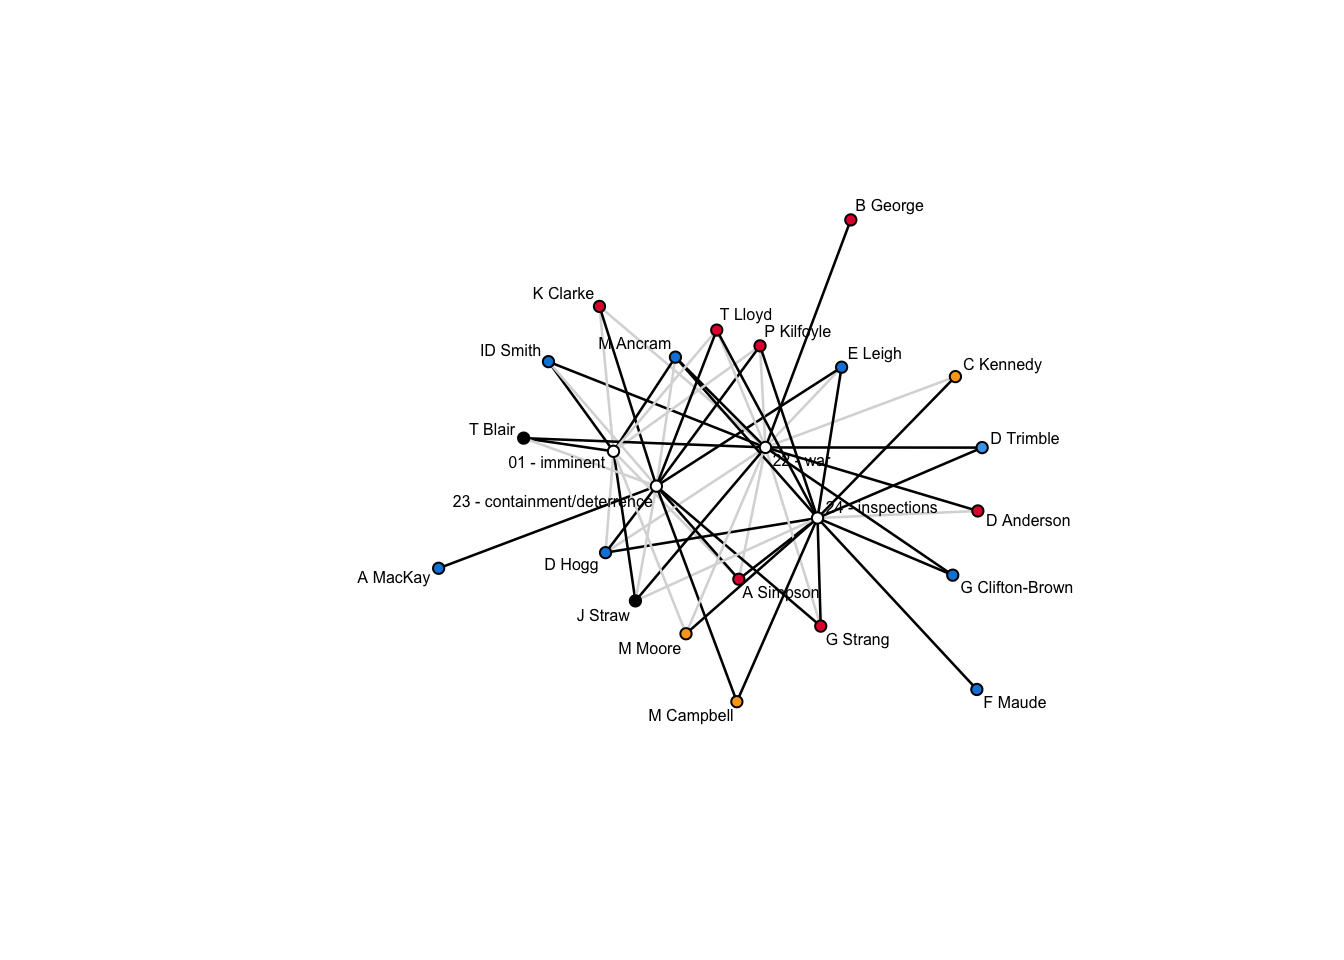 B George
K Clarke
T Lloyd
P Kilfoyle
M Ancram
ID Smith
E Leigh
C Kennedy
T Blair
D Trimble
01 - imminent
22 - war
23 - containment/deterrence
24 - inspections
D Anderson
D Hogg
A MacKay
G Clifton-Brown
A Simpson
J Straw
G Strang
M Moore
F Maude
M Campbell